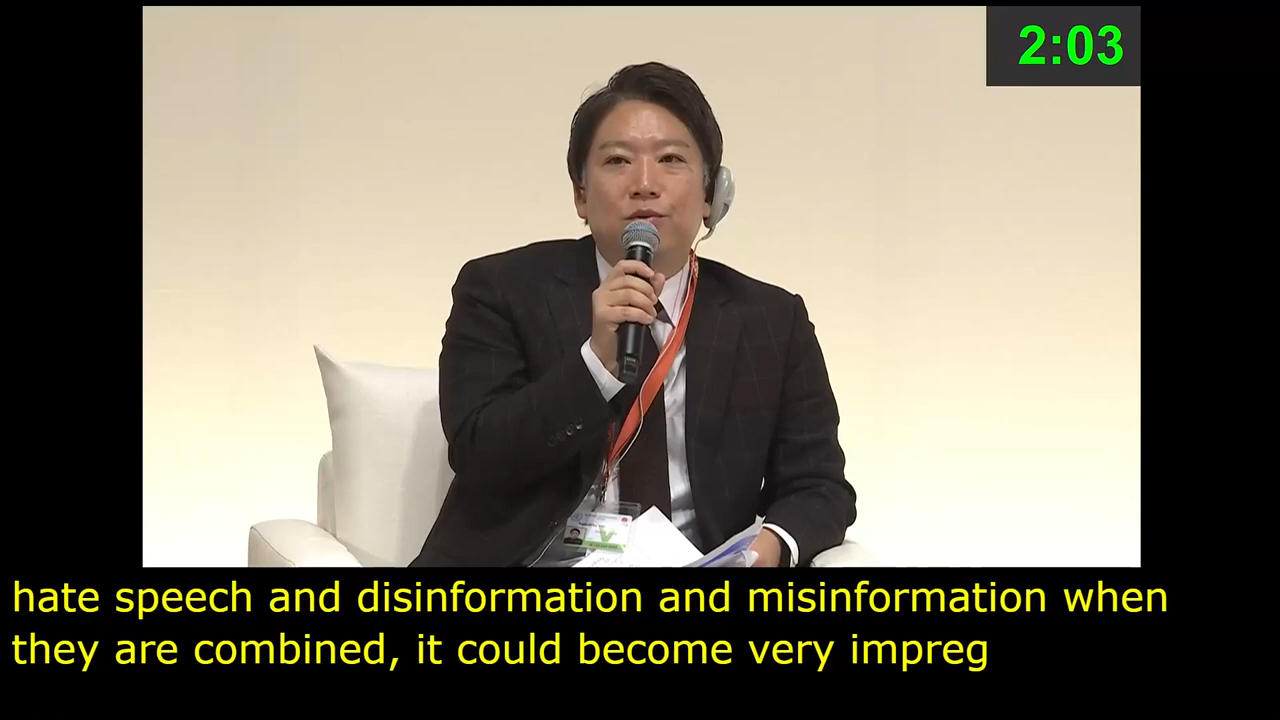 2:03
hate speech and disinformation and misinformation when
they are combined, it could become very impreg